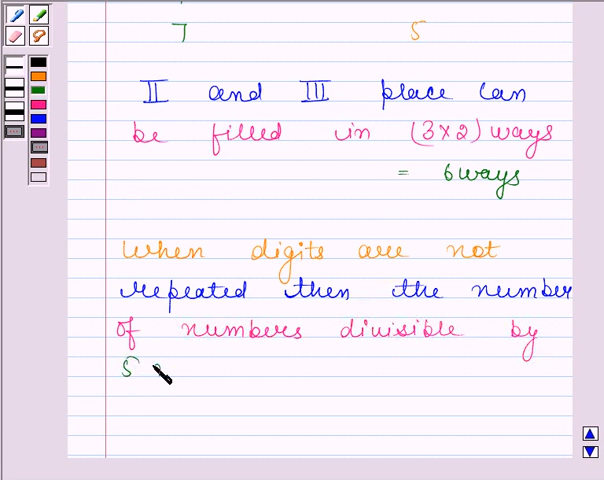 7 5
II and III place can
be filled in (3×2) ways
= 6 ways
When digits are not
repeated then the number
of numbers divisible by
5